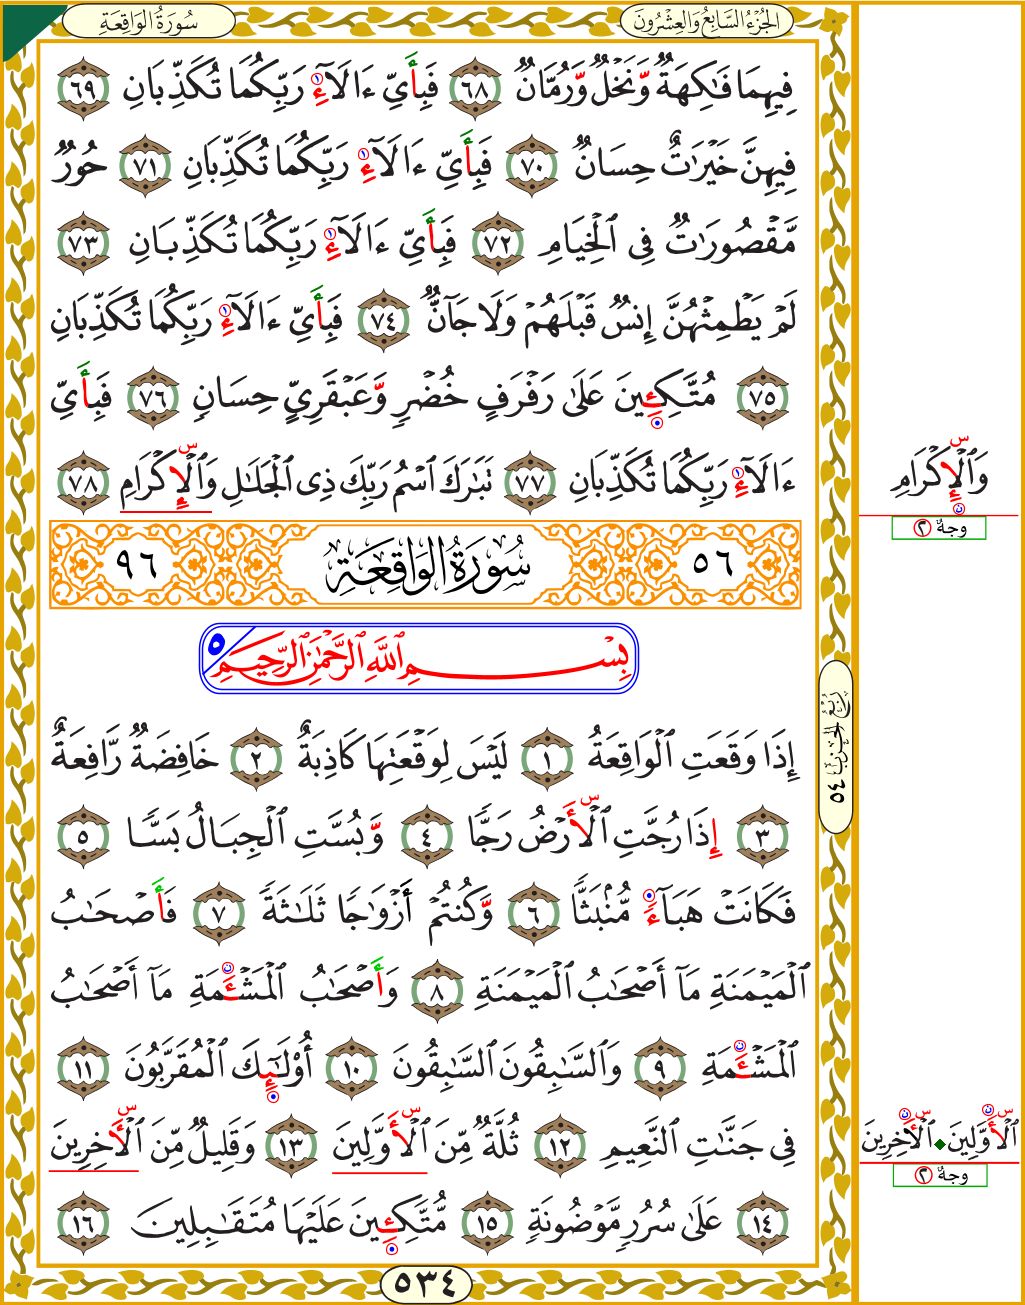 سُورَةُ الوَاقِعَةِ
الجُزْءُ السَّابِعُ وَالعِشْرُونَ
فِيهِمَا فَٰكِهَةٌ وَّنَخْلٌ وَّرُمَّانٌ ٦٨ فَبِأَيِّ ءَالَآءِ رَبِّكُمَا تُكَذِّبَانِ ٦٩
فِيهِنَّ خَيْرَٰتٌ حِسَانٌ ٧٠ فَبِأَيِّ ءَالَآءِ رَبِّكُمَا تُكَذِّبَانِ ٧١ حُورٌ
مَّقْصُورَٰتٌ فِي ٱلْخِيَامِ ٧٢ فَبِأَيِّ ءَالَآءِ رَبِّكُمَا تُكَذِّبَانِ ٧٣
لَمْ يَطْمِثْهُنَّ إِنسٌ قَبْلَهُمْ وَلَا جَآنٌّ ٧٤ فَبِأَيِّ ءَالَآءِ رَبِّكُمَا تُكَذِّبَانِ
٧٥ مُتَّكِـِٔينَ عَلَىٰ رَفْرَفٍ خُضْرٍ وَّعَبْقَرِيٍّ حِسَانٍ ٧٦ فَبِأَيِّ
ءَالَآءِ رَبِّكُمَا تُكَذِّبَانِ ٧٧ تَبَٰرَكَ ٱسْمُ رَبِّكَ ذِي ٱلْجَلَٰلِ وَٱلْإِكْرَامِ ٧٨
وَٱلْإِكْرَامِ
وجهٌ ٢
٥٦ سُورَةُ الوَاقِعَةِ ٩٦
بِسْمِ ٱللَّهِ ٱلرَّحْمَٰنِ ٱلرَّحِيمِ ٥
إِذَا وَقَعَتِ ٱلْوَاقِعَةُ ١ لَيْسَ لِوَقْعَتِهَا كَاذِبَةٌ ٢ خَافِضَةٌ رَّافِعَةٌ
٣ إِذَا رُجَّتِ ٱلْأَرْضُ رَجًّا ٤ وَّبُسَّتِ ٱلْجِبَالُ بَسًّا ٥
فَكَانَتْ هَبَآءً مُّنۢبَثًّا ٦ وَّكُنتُمْ أَزْوَٰجًا ثَلَٰثَةً ٧ فَأَصْحَٰبُ
ٱلْمَيْمَنَةِ مَآ أَصْحَٰبُ ٱلْمَيْمَنَةِ ٨ وَأَصْحَٰبُ ٱلْمَشْـَٔمَةِ مَآ أَصْحَٰبُ
ٱلْمَشْـَٔمَةِ ٩ وَٱلسَّٰبِقُونَ ٱلسَّٰبِقُونَ ١٠ أُوْلَٰٓئِكَ ٱلْمُقَرَّبُونَ ١١
فِي جَنَّٰتِ ٱلنَّعِيمِ ١٢ ثُلَّةٌ مِّنَ ٱلْأَوَّلِينَ ١٣ وَقَلِيلٌ مِّنَ ٱلْأٓخِرِينَ
١٤ عَلَىٰ سُرُرٍ مَّوْضُونَةٍ ١٥ مُّتَّكِـِٔينَ عَلَيْهَا مُتَقَٰبِلِينَ ١٦
ٱلْأَوَّلِينَ ◆ ٱلْأٓخِرِينَ
وجهٌ ٢
رُبْعُ الحِزْبِ ٥٤
٥٣٤